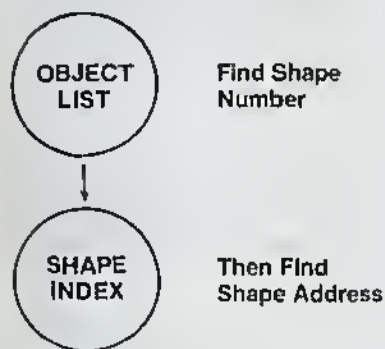 OBJECT
LIST
Find Shape
Number
SHAPE
INDEX
Then Find
Shape Address